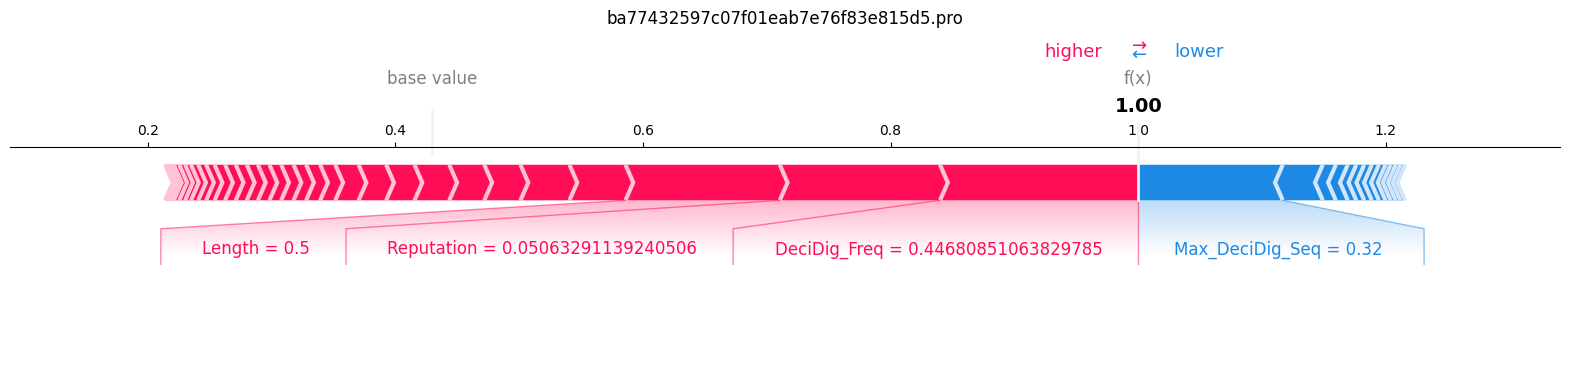 ba77432597c07f01eab7e76f83e815d5.pro
higher → ← lower
base value f(x)
1.00
0.2 0.4 0.6 0.8 1.0 1.2
Length = 0.5 Reputation = 0.05063291139240506 DeciDig_Freq = 0.44680851063829785 Max_DeciDig_Seq = 0.32